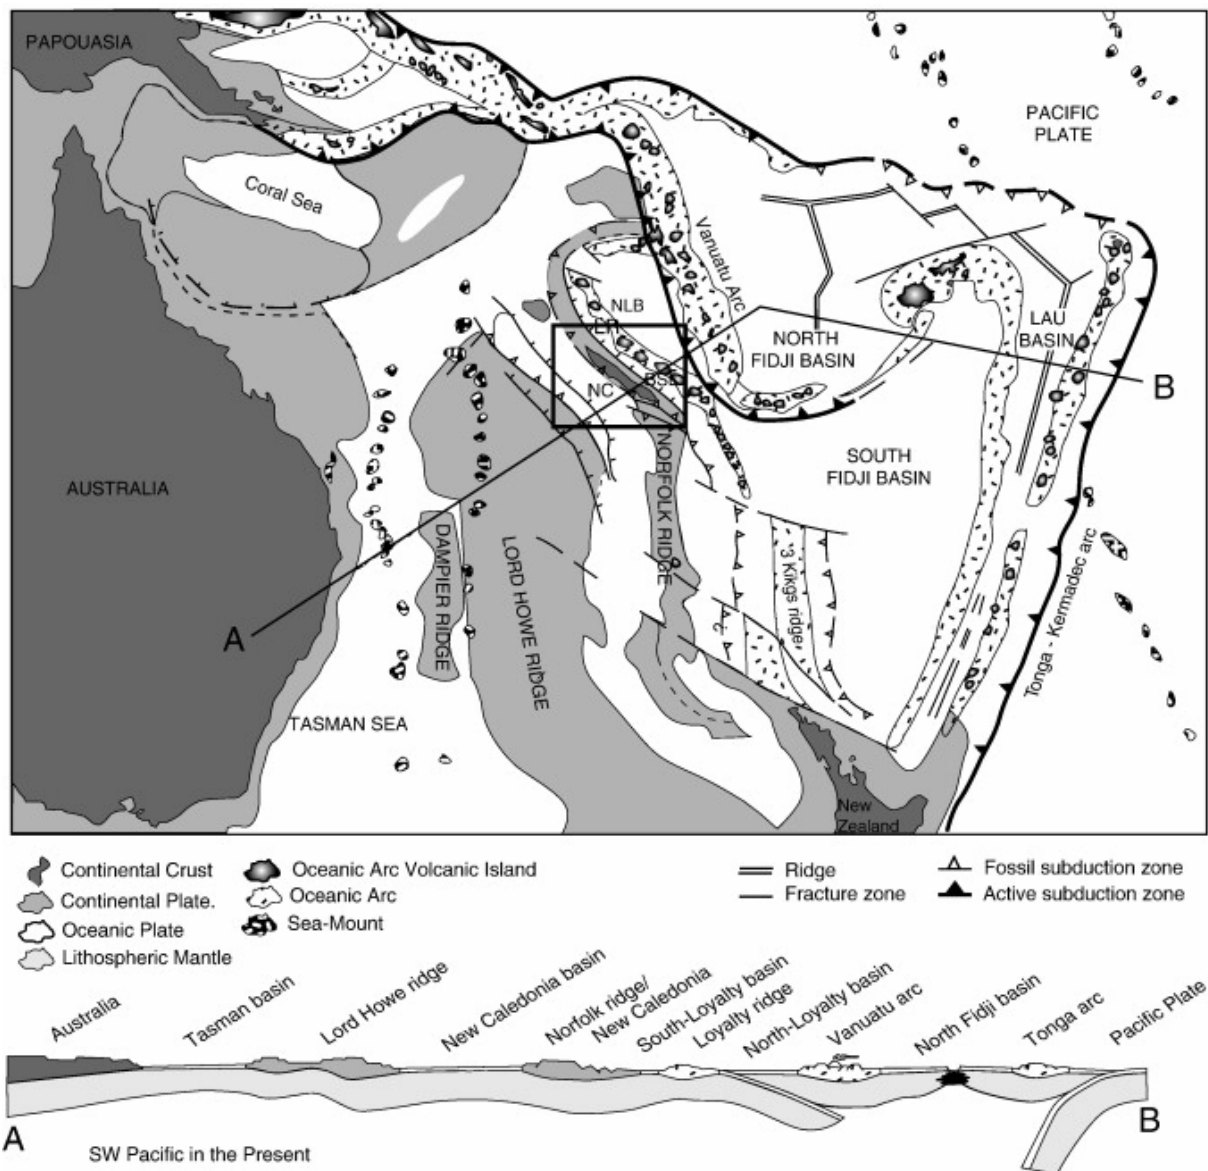 PAPOUASIA
PACIFIC
PLATE
Coral Sea
Vanuatu Arc
NLB
LR
NORTH
FIDJI BASIN
LAU
BASIN
B
NC
BSL
AUSTRALIA
SOUTH
FIDJI BASIN
NORFOLK RIDGE
DAMPIER RIDGE
LORD HOWE RIDGE
'3 Kikgs ridge
?
Tonga - Kermadec arc
A
TASMAN SEA
New
Zealand
Continental Crust
Continental Plate.
Oceanic Plate
Lithospheric Mantle
Oceanic Arc Volcanic Island
Oceanic Arc
Sea-Mount
Ridge
Fracture zone
Fossil subduction zone
Active subduction zone
Australia
Tasman basin
Lord Howe ridge
New Caledonia basin
Norfolk ridge/
New Caledonia
South-Loyalty basin
Loyalty ridge
North-Loyalty basin
Vanuatu arc
North Fidji basin
Tonga arc
Pacific Plate
A
B
SW Pacific in the Present